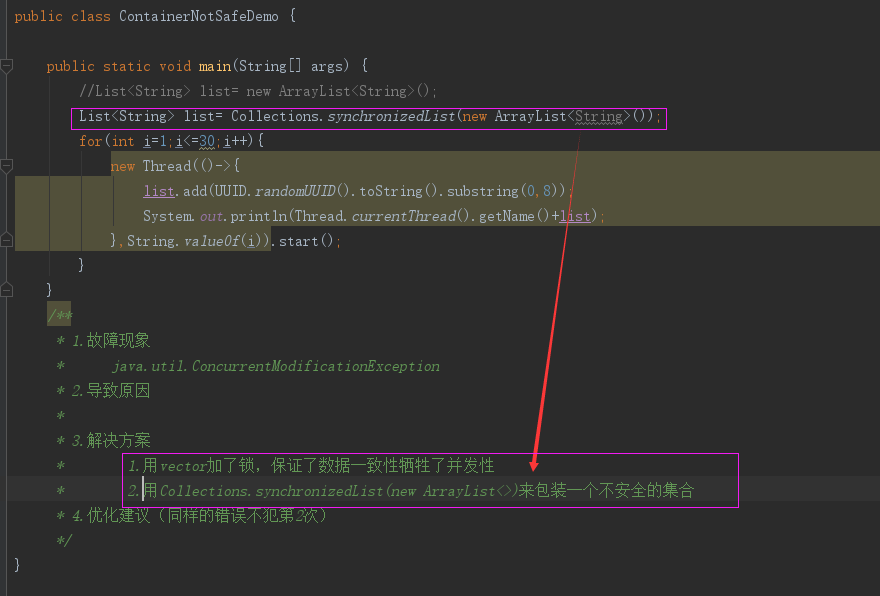 public class ContainerNotSafeDemo {
public static void main(String[] args) {
//List<String> list= new ArrayList<String>();
List<String> list= Collections.synchronizedList(new ArrayList<String>());
for(int i=1;i<=30;i++){
new Thread(()->{
list.add(UUID.randomUUID().toString().substring(0,8));
System.out.println(Thread.currentThread().getName()+list);
},String.valueOf(i)).start();
}
}
/**
* 1.故障现象
* java.util.ConcurrentModificationException
* 2.导致原因
*
* 3.解决方案
* 1.用vector加了锁，保证了数据一致性牺牲了并发性
* 2.用Collections.synchronizedList(new ArrayList<>)来包装一个不安全的集合
* 4.优化建议（同样的错误不犯第2次）
*/
}